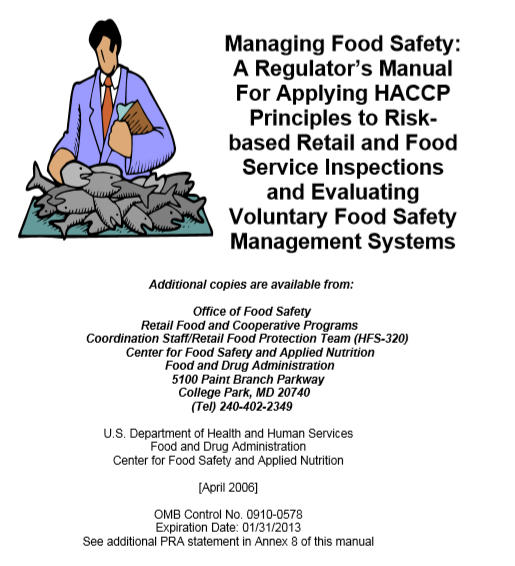 Managing Food Safety:
A Regulator's Manual
For Applying HACCP
Principles to Risk-
based Retail and Food
Service Inspections
and Evaluating
Voluntary Food Safety
Management Systems
Additional copies are available from:
Office of Food Safety
Retail Food and Cooperative Programs
Coordination Staff/Retail Food Protection Team (HFS-320)
Center for Food Safety and Applied Nutrition
Food and Drug Administration
5100 Paint Branch Parkway
College Park, MD 20740
(Tel) 240-402-2349
U.S. Department of Health and Human Services
Food and Drug Administration
Center for Food Safety and Applied Nutrition
[April 2006]
OMB Control No. 0910-0578
Expiration Date: 01/31/2013
See additional PRA statement in Annex 8 of this manual